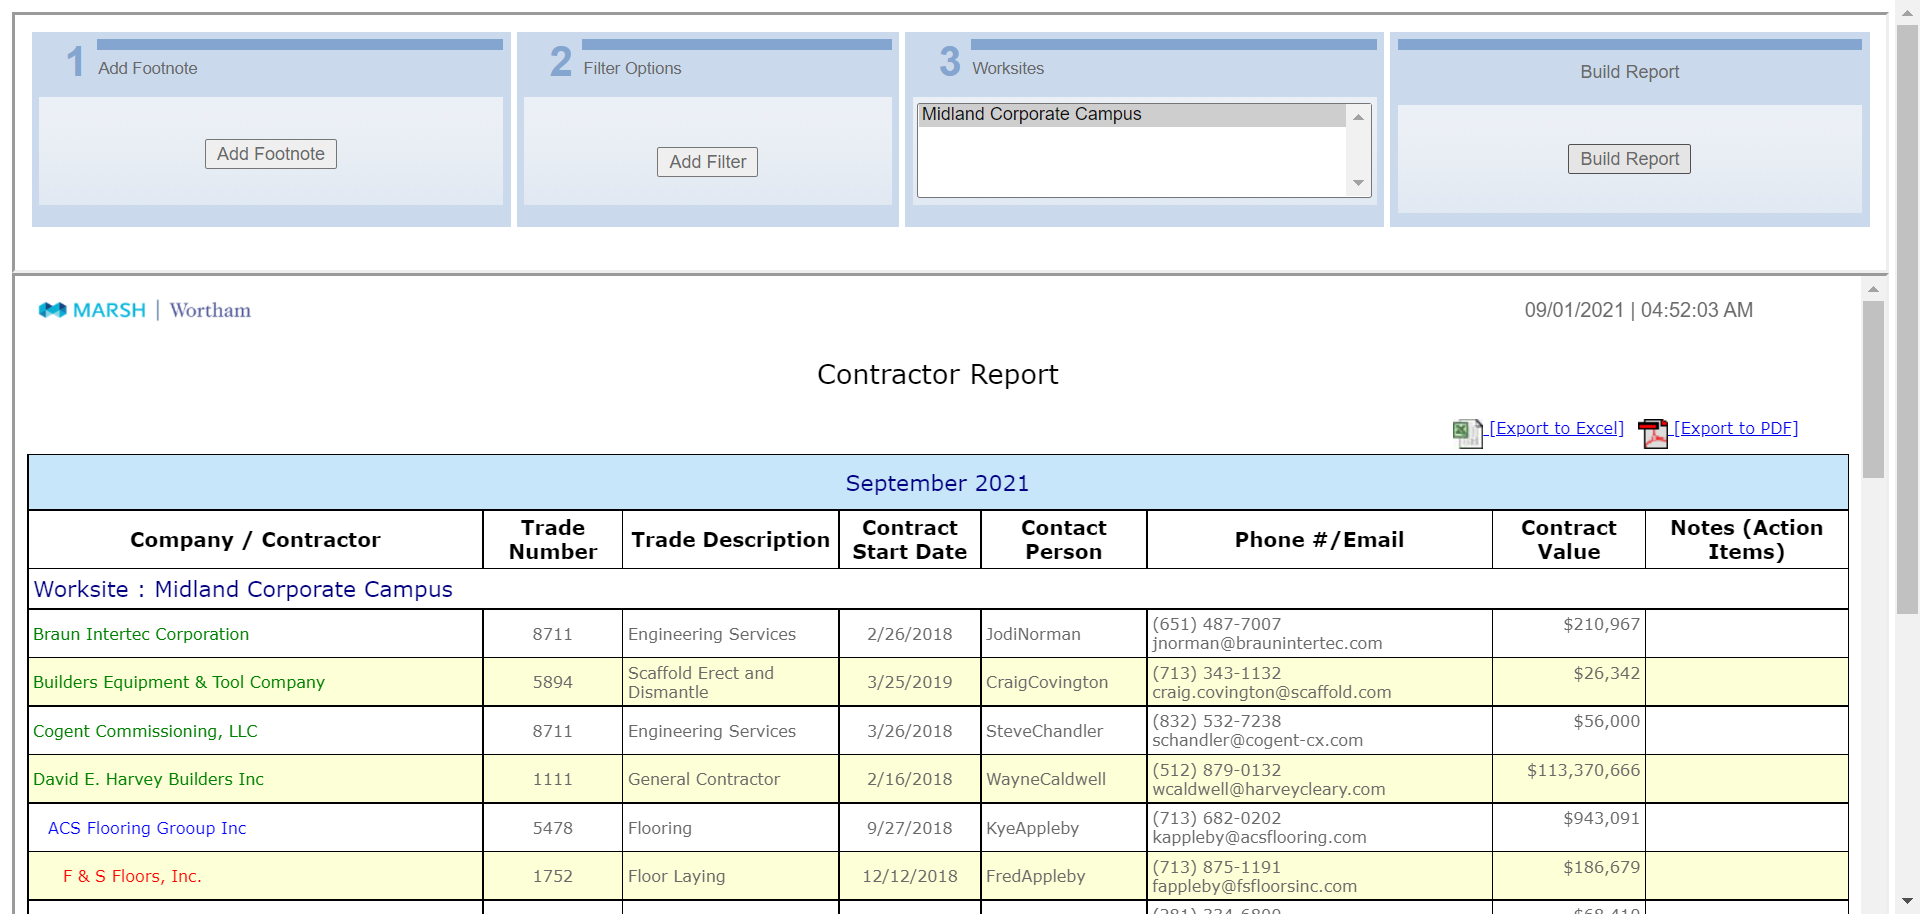 1 Add Footnote
Add Footnote
2 Filter Options
Add Filter
3 Worksites
Midland Corporate Campus
Build Report
Build Report
MARSH | Wortham
09/01/2021 | 04:52:03 AM
Contractor Report
[Export to Excel] [Export to PDF]
September 2021
Company / Contractor Trade Number Trade Description Contract Start Date Contact Person Phone #/Email Contract Value Notes (Action Items)
Worksite : Midland Corporate Campus
Braun Intertec Corporation 8711 Engineering Services 2/26/2018 JodiNorman (651) 487-7007 $210,967
jnorman@braunintertec.com
Builders Equipment & Tool Company 5894 Scaffold Erect and Dismantle 3/25/2019 CraigCovington (713) 343-1132 $26,342
craig.covington@scaffold.com
Cogent Commissioning, LLC 8711 Engineering Services 3/26/2018 SteveChandler (832) 532-7238 $56,000
schandler@cogent-cx.com
David E. Harvey Builders Inc 1111 General Contractor 2/16/2018 WayneCaldwell (512) 879-0132 $113,370,666
wcaldwell@harveycleary.com
ACS Flooring Grooup Inc 5478 Flooring 9/27/2018 KyeAppleby (713) 682-0202 $943,091
kappleby@acsflooring.com
F & S Floors, Inc. 1752 Floor Laying 12/12/2018 FredAppleby (713) 875-1191 $186,679
fappleby@fsfloorsinc.com